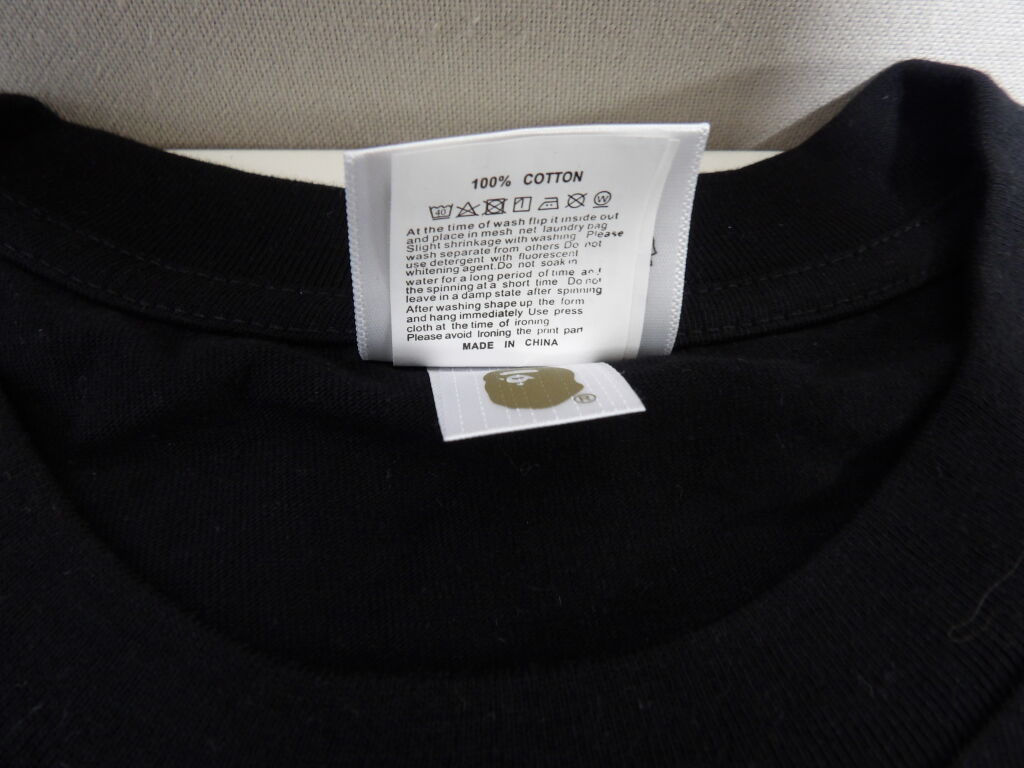 100% COTTON
40 1 W
At the time of wash flip it inside out
and place in mesh net laundry bag
Slight shrinkage with washing Please
wash separate from others Do not
use detergent with fluorescent
whitening agent.Do not soak in
water for a long period of time and
the spinning at a short time Do not
leave in a damp state after spinning
After washing shape up the form
and hang immediately Use press
cloth at the time of ironing
Please avoid Ironing the print part
MADE IN CHINA
®